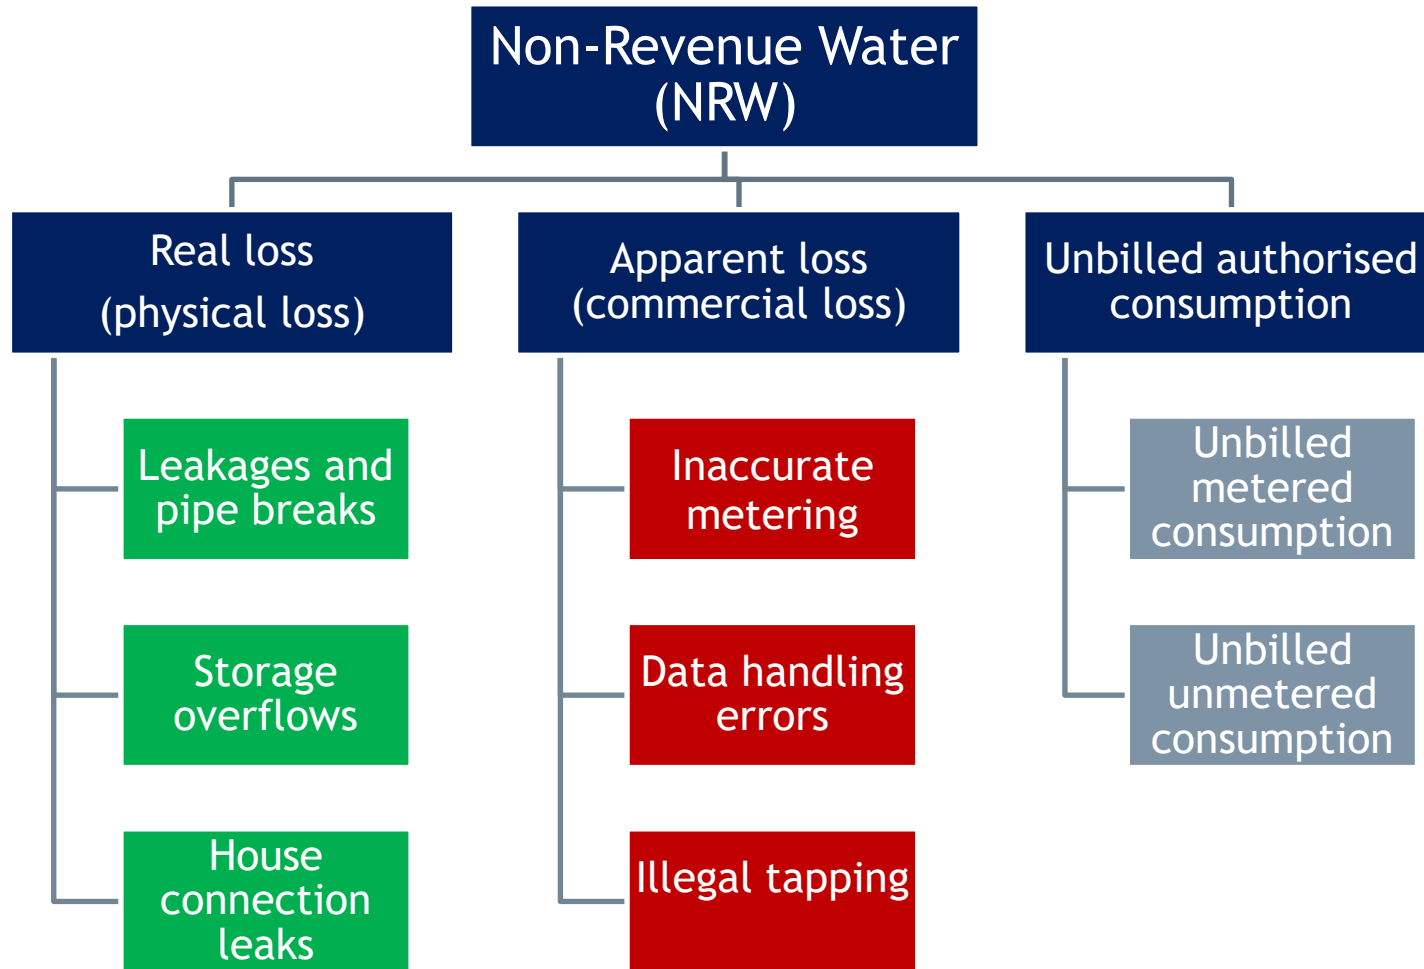 Non-Revenue Water
(NRW)
Real loss
(physical loss)
Apparent loss
(commercial loss)
Unbilled authorised
consumption
Leakages and
pipe breaks
Storage
overflows
House
connection
leaks
Inaccurate
metering
Data handling
errors
Illegal tapping
Unbilled
metered
consumption
Unbilled
unmetered
consumption